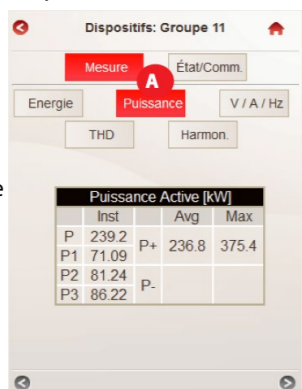 Dispositifs: Groupe 11
Mesure État/Comm.
A
Energie Puissance V / A / Hz
THD Harmon.
e
Puissance Active [kW]
Inst Avg Max
P 239.2 P+ 236.8 375.4
P1 71.09
P2 81.24 P-
P3 86.22